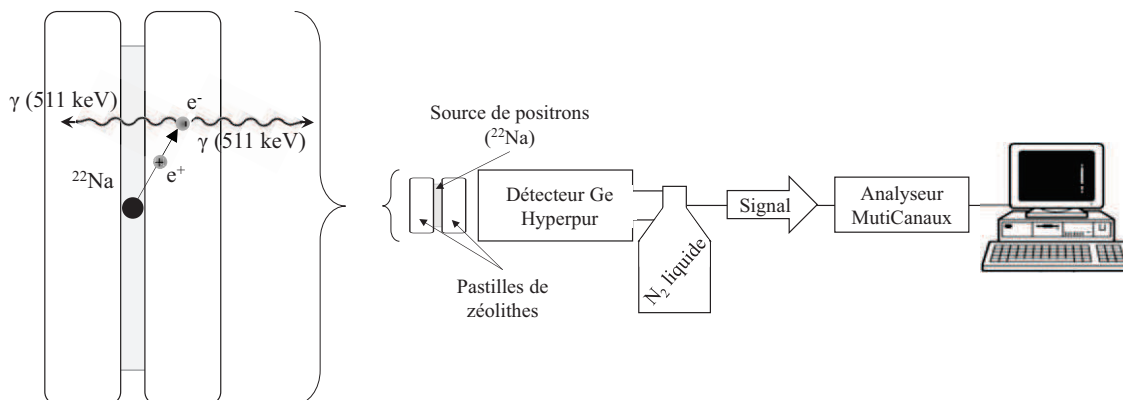 γ (511 keV)
e⁻
γ (511 keV)
²²Na
e⁺
Source de positrons
(²²Na)
Pastilles de
zéolithes
Détecteur Ge
Hyperpur
N₂ liquide
Signal
Analyseur
MutiCanaux